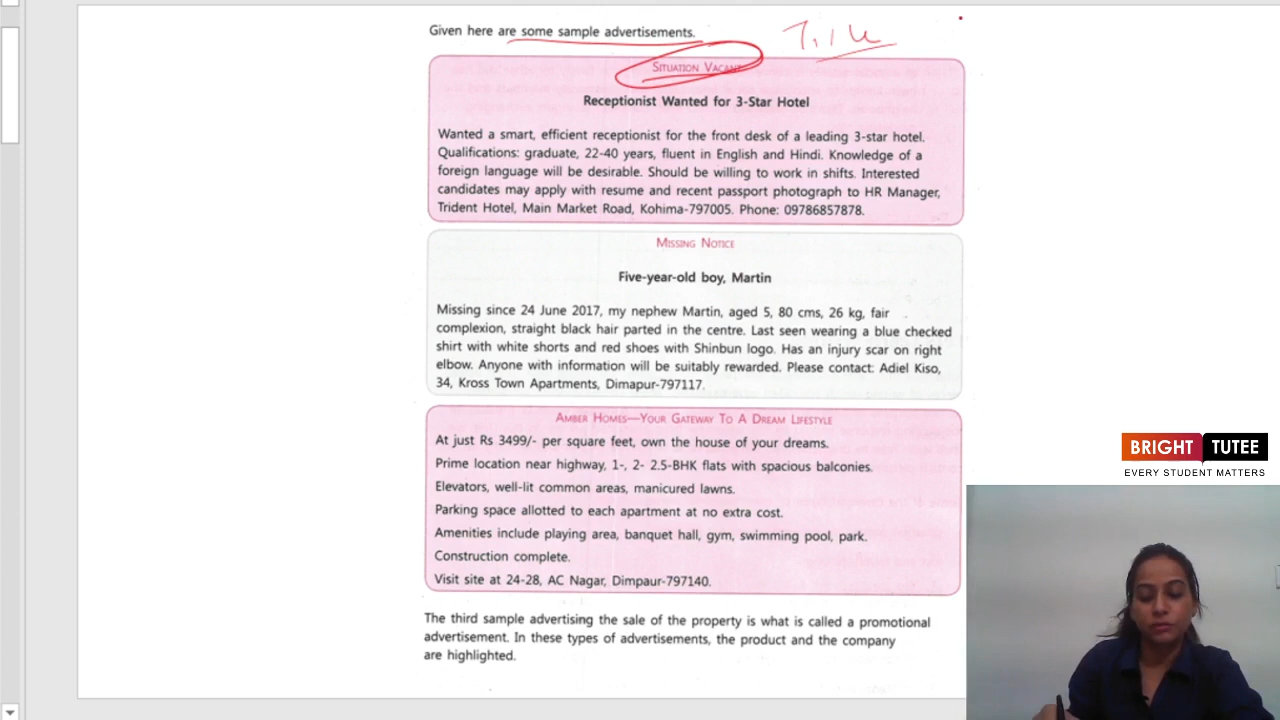 Given here are some sample advertisements.
Title
SITUATION VACANT
Receptionist Wanted for 3-Star Hotel
Wanted a smart, efficient receptionist for the front desk of a leading 3-star hotel.
Qualifications: graduate, 22-40 years, fluent in English and Hindi. Knowledge of a
foreign language will be desirable. Should be willing to work in shifts. Interested
candidates may apply with resume and recent passport photograph to HR Manager,
Trident Hotel, Main Market Road, Kohima-797005. Phone: 09786857878.
MISSING NOTICE
Five-year-old boy, Martin
Missing since 24 June 2017, my nephew Martin, aged 5, 80 cms, 26 kg, fair
complexion, straight black hair parted in the centre. Last seen wearing a blue checked
shirt with white shorts and red shoes with Shinbun logo. Has an injury scar on right
elbow. Anyone with information will be suitably rewarded. Please contact: Adiel Kiso,
34, Kross Town Apartments, Dimapur-797117.
AMBER HOMES—YOUR GATEWAY TO A DREAM LIFESTYLE
At just Rs 3499/- per square feet, own the house of your dreams.
Prime location near highway, 1-, 2- 2.5-BHK flats with spacious balconies.
Elevators, well-lit common areas, manicured lawns.
Parking space allotted to each apartment at no extra cost.
Amenities include playing area, banquet hall, gym, swimming pool, park.
Construction complete.
Visit site at 24-28, AC Nagar, Dimpaur-797140.
The third sample advertising the sale of the property is what is called a promotional
advertisement. In these types of advertisements, the product and the company
are highlighted.
BRIGHT TUTEE
EVERY STUDENT MATTERS